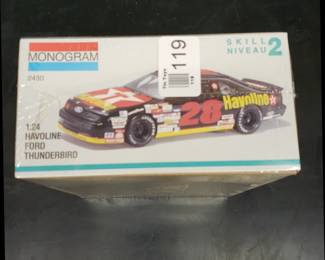 MONOGRAM
2430
1:24
HAVOLINE
FORD
THUNDERBIRD
119
SKILL
NIVEAU 2
28
Havoline